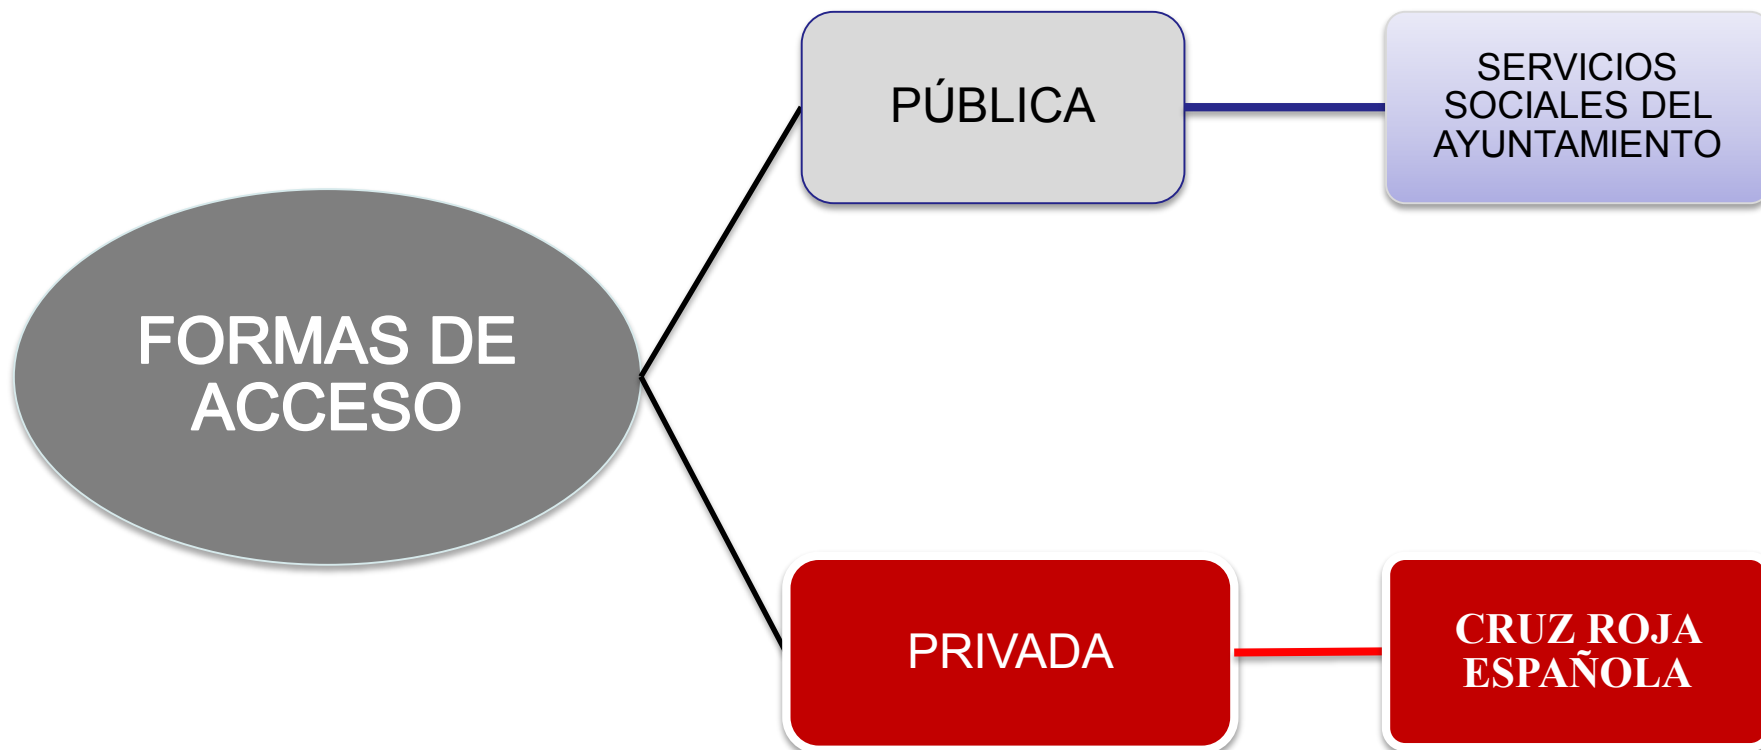 PÚBLICA
SERVICIOS
SOCIALES DEL
AYUNTAMIENTO
FORMAS DE
ACCESO
PRIVADA
CRUZ ROJA
ESPAÑOLA